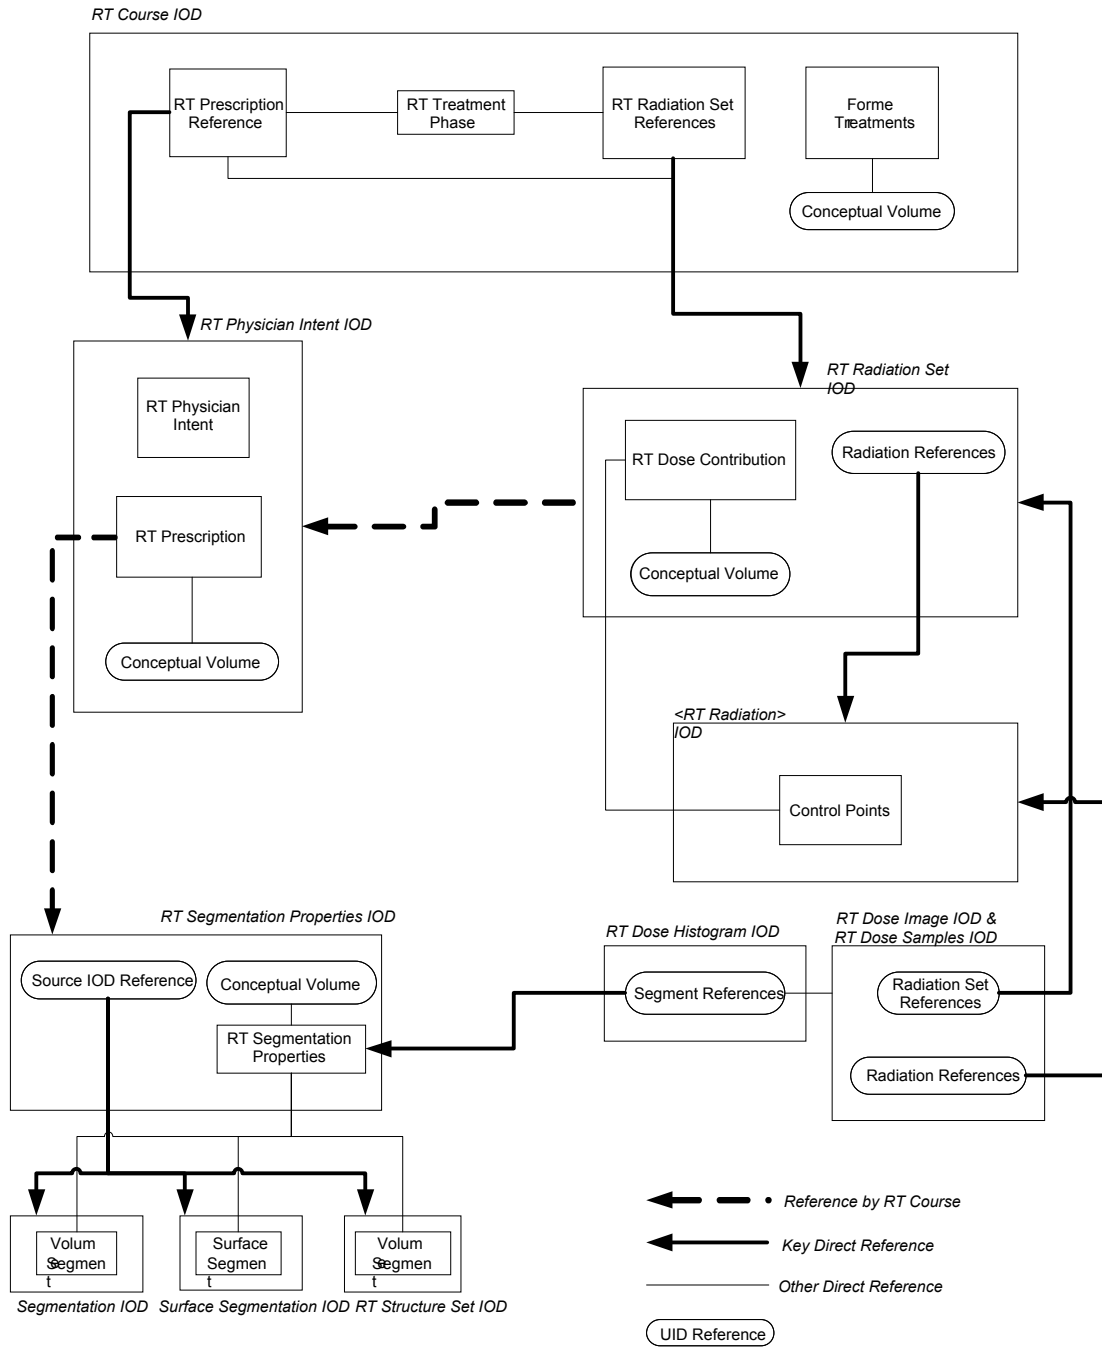 RT Course IOD
RT Prescription
Reference
RT Treatment
Phase
RT Radiation Set
References
Forme
Treatments
Conceptual Volume
RT Physician Intent IOD
RT Physician
Intent
RT Prescription
Conceptual Volume
RT Radiation Set
IOD
RT Dose Contribution
Radiation References
Conceptual Volume
<RT Radiation>
IOD
Control Points
RT Segmentation Properties IOD
Source IOD Reference
Conceptual Volume
RT Segmentation
Properties
RT Dose Histogram IOD
Segment References
RT Dose Image IOD &
RT Dose Samples IOD
Radiation Set
References
Radiation References
Volum
Segmen
t
Segmentation IOD
Surface
Segmen
t
Surface Segmentation IOD
Volum
Segmen
t
RT Structure Set IOD
Reference by RT Course
Key Direct Reference
Other Direct Reference
UID Reference